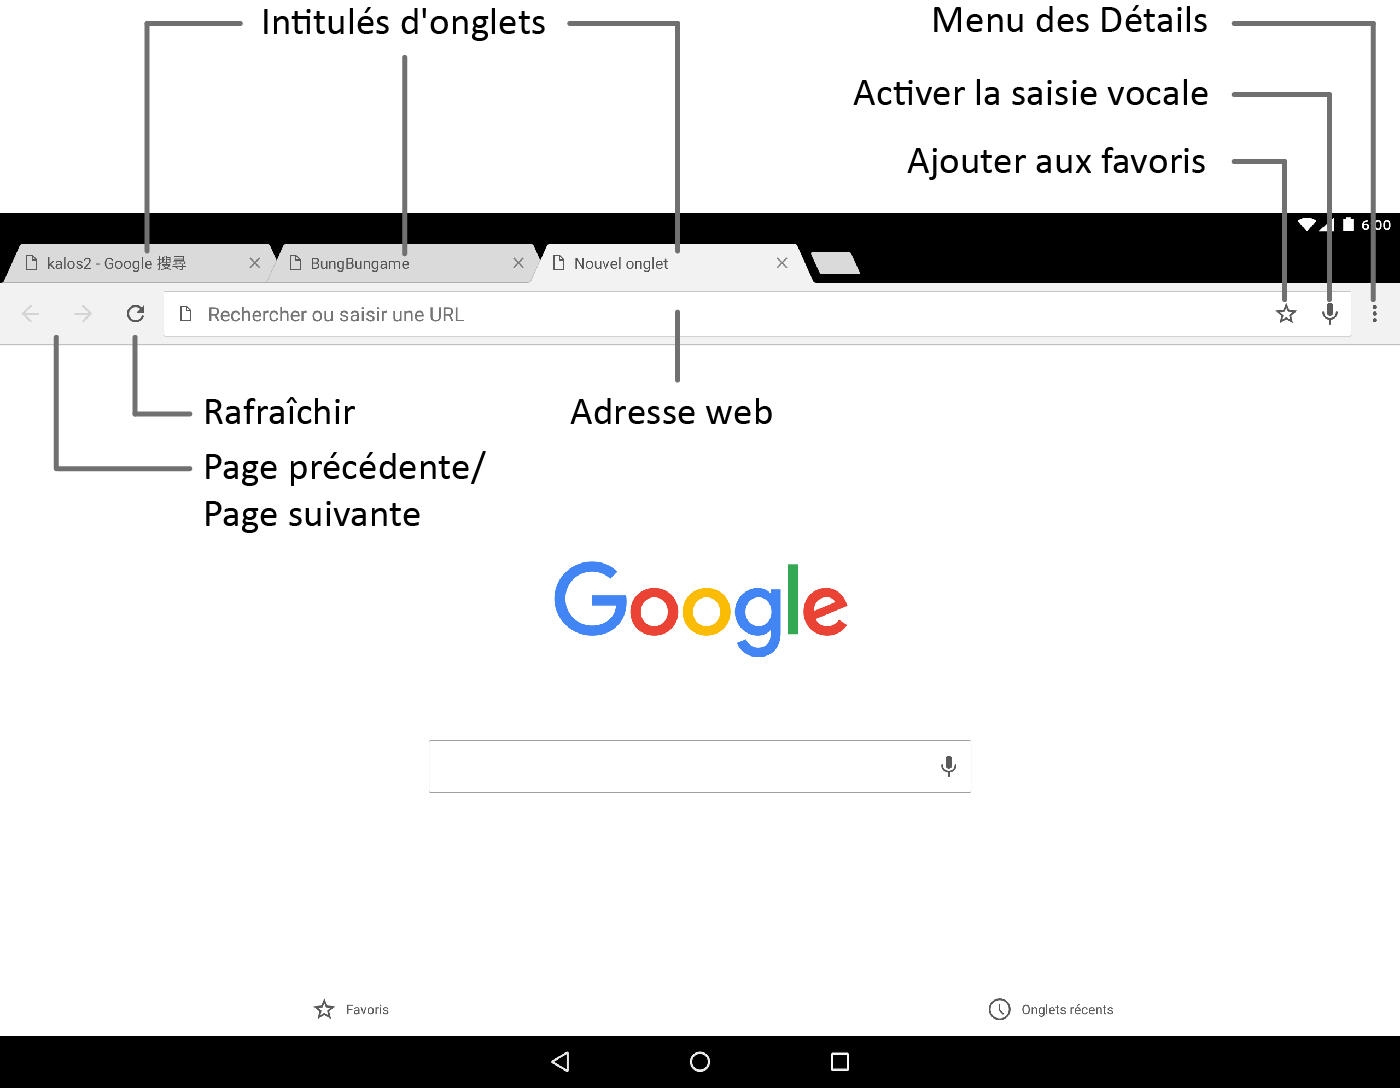 Intitulés d'onglets
Menu des Détails
Activer la saisie vocale
Ajouter aux favoris
6:00
kalos2 - Google 搜尋
BungBungame
Nouvel onglet
Rechercher ou saisir une URL
Rafraîchir
Adresse web
Page précédente/
Page suivante
Google
Favoris
Onglets récents